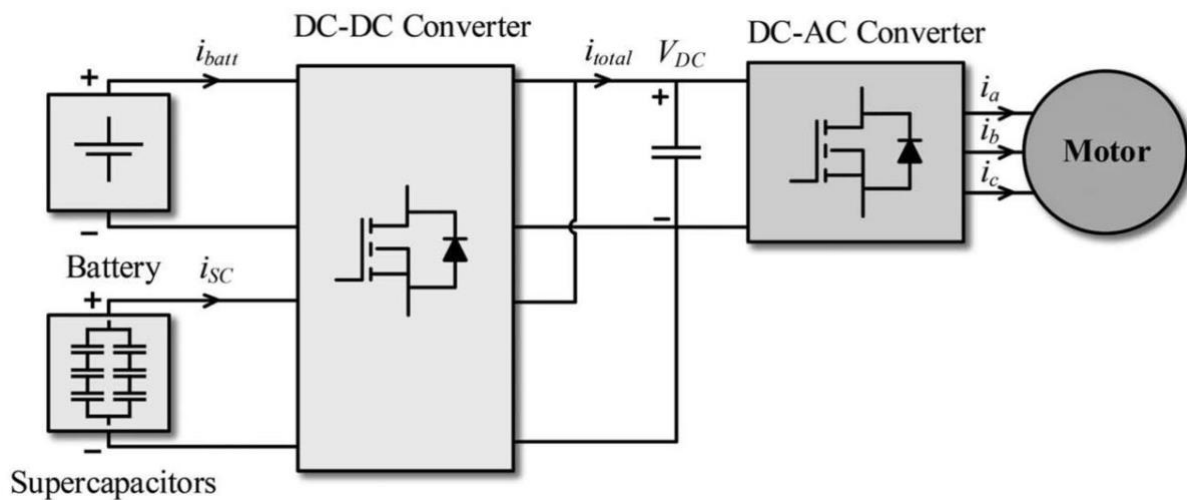 DC-DC Converter
DC-AC Converter
i_batt
i_total
V_DC
+
+
i_a
i_b
Motor
i_c
−
−
Battery
i_SC
+
−
Supercapacitors